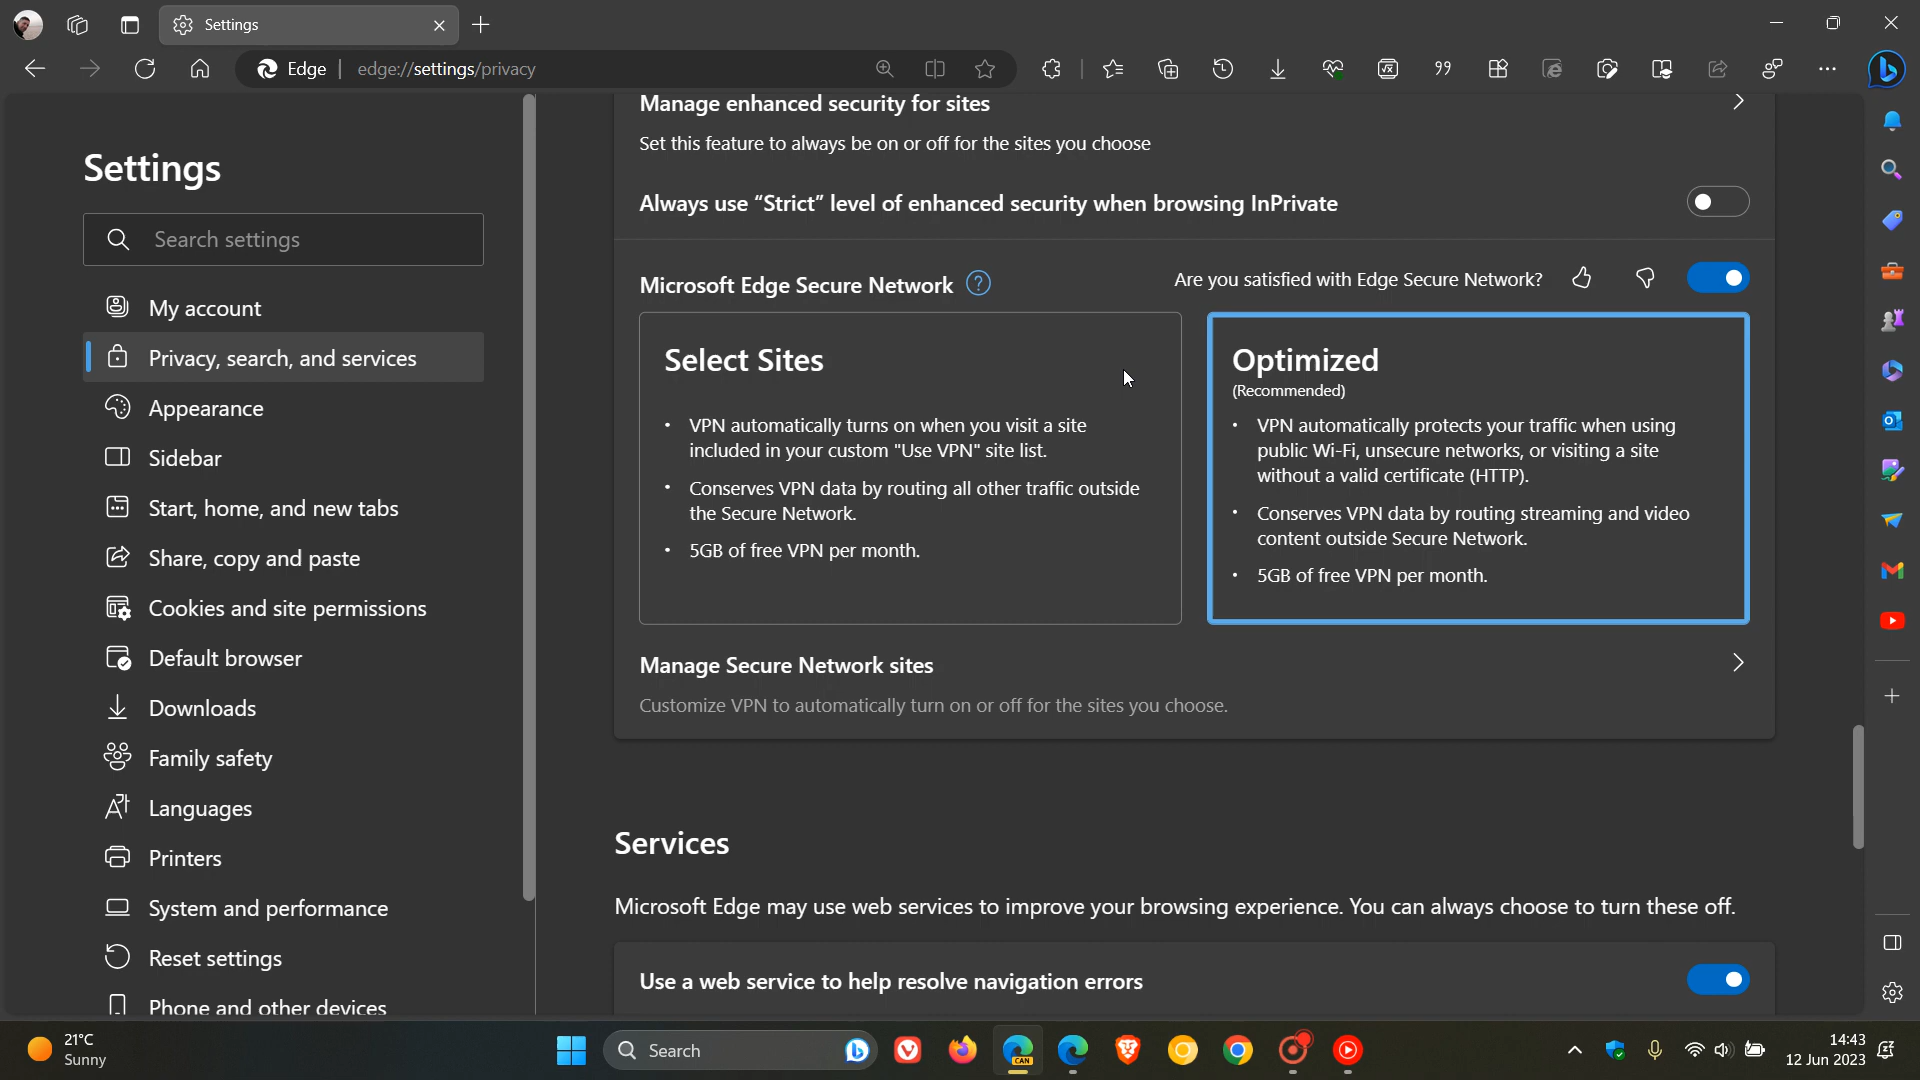 Settings
Edge
edge://settings/privacy
Settings
Search settings
My account
Privacy, search, and services
Appearance
Sidebar
Start, home, and new tabs
Share, copy and paste
Cookies and site permissions
Default browser
Downloads
Family safety
Languages
Printers
System and performance
Reset settings
Phone and other devices
Manage enhanced security for sites
Set this feature to always be on or off for the sites you choose
Always use “Strict” level of enhanced security when browsing InPrivate
Microsoft Edge Secure Network
Are you satisfied with Edge Secure Network?
Select Sites
• VPN automatically turns on when you visit a site
included in your custom "Use VPN" site list.
• Conserves VPN data by routing all other traffic outside
the Secure Network.
• 5GB of free VPN per month.
Optimized
(Recommended)
• VPN automatically protects your traffic when using
public Wi-Fi, unsecure networks, or visiting a site
without a valid certificate (HTTP).
• Conserves VPN data by routing streaming and video
content outside Secure Network.
• 5GB of free VPN per month.
Manage Secure Network sites
Customize VPN to automatically turn on or off for the sites you choose.
Services
Microsoft Edge may use web services to improve your browsing experience. You can always choose to turn these off.
Use a web service to help resolve navigation errors
21°C
Sunny
Search
CAN
14:43
12 Jun 2023